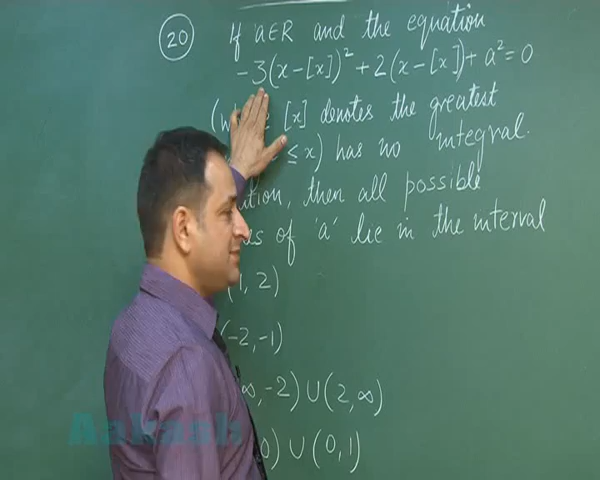 (20) If a∈R and the equation
-3(x-[x])² + 2(x-[x]) + a² = 0
[x] denotes the greatest
≤ x) has no integral.
then all possible
of 'a' lie in the interval
(1, 2)
(-2, -1)
∞, -2) ∪ (2, ∞)
0) ∪ (0, 1)
Aakash